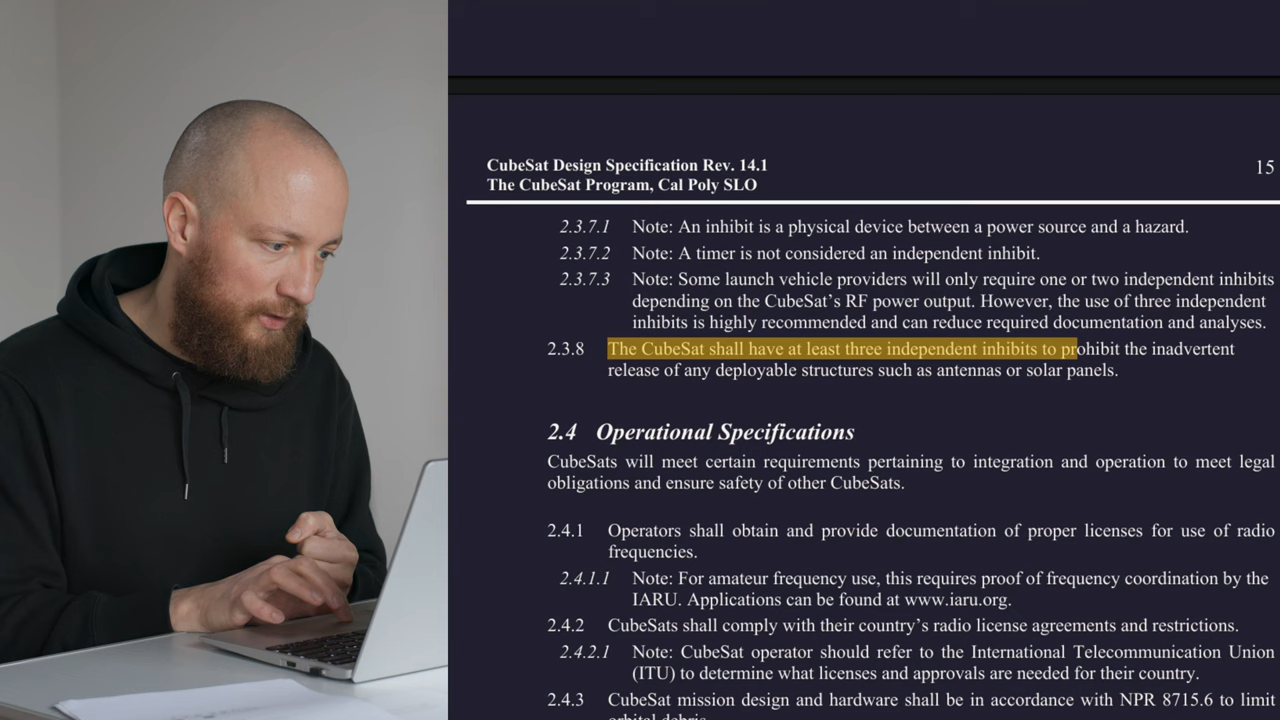 CubeSat Design Specification Rev. 14.1 15
The CubeSat Program, Cal Poly SLO
2.3.7.1 Note: An inhibit is a physical device between a power source and a hazard.
2.3.7.2 Note: A timer is not considered an independent inhibit.
2.3.7.3 Note: Some launch vehicle providers will only require one or two independent inhibits
depending on the CubeSat’s RF power output. However, the use of three independent
inhibits is highly recommended and can reduce required documentation and analyses.
2.3.8 The CubeSat shall have at least three independent inhibits to prohibit the inadvertent
release of any deployable structures such as antennas or solar panels.
2.4 Operational Specifications
CubeSats will meet certain requirements pertaining to integration and operation to meet legal
obligations and ensure safety of other CubeSats.
2.4.1 Operators shall obtain and provide documentation of proper licenses for use of radio
frequencies.
2.4.1.1 Note: For amateur frequency use, this requires proof of frequency coordination by the
IARU. Applications can be found at www.iaru.org.
2.4.2 CubeSats shall comply with their country’s radio license agreements and restrictions.
2.4.2.1 Note: CubeSat operator should refer to the International Telecommunication Union
(ITU) to determine what licenses and approvals are needed for their country.
2.4.3 CubeSat mission design and hardware shall be in accordance with NPR 8715.6 to limit
orbital debris